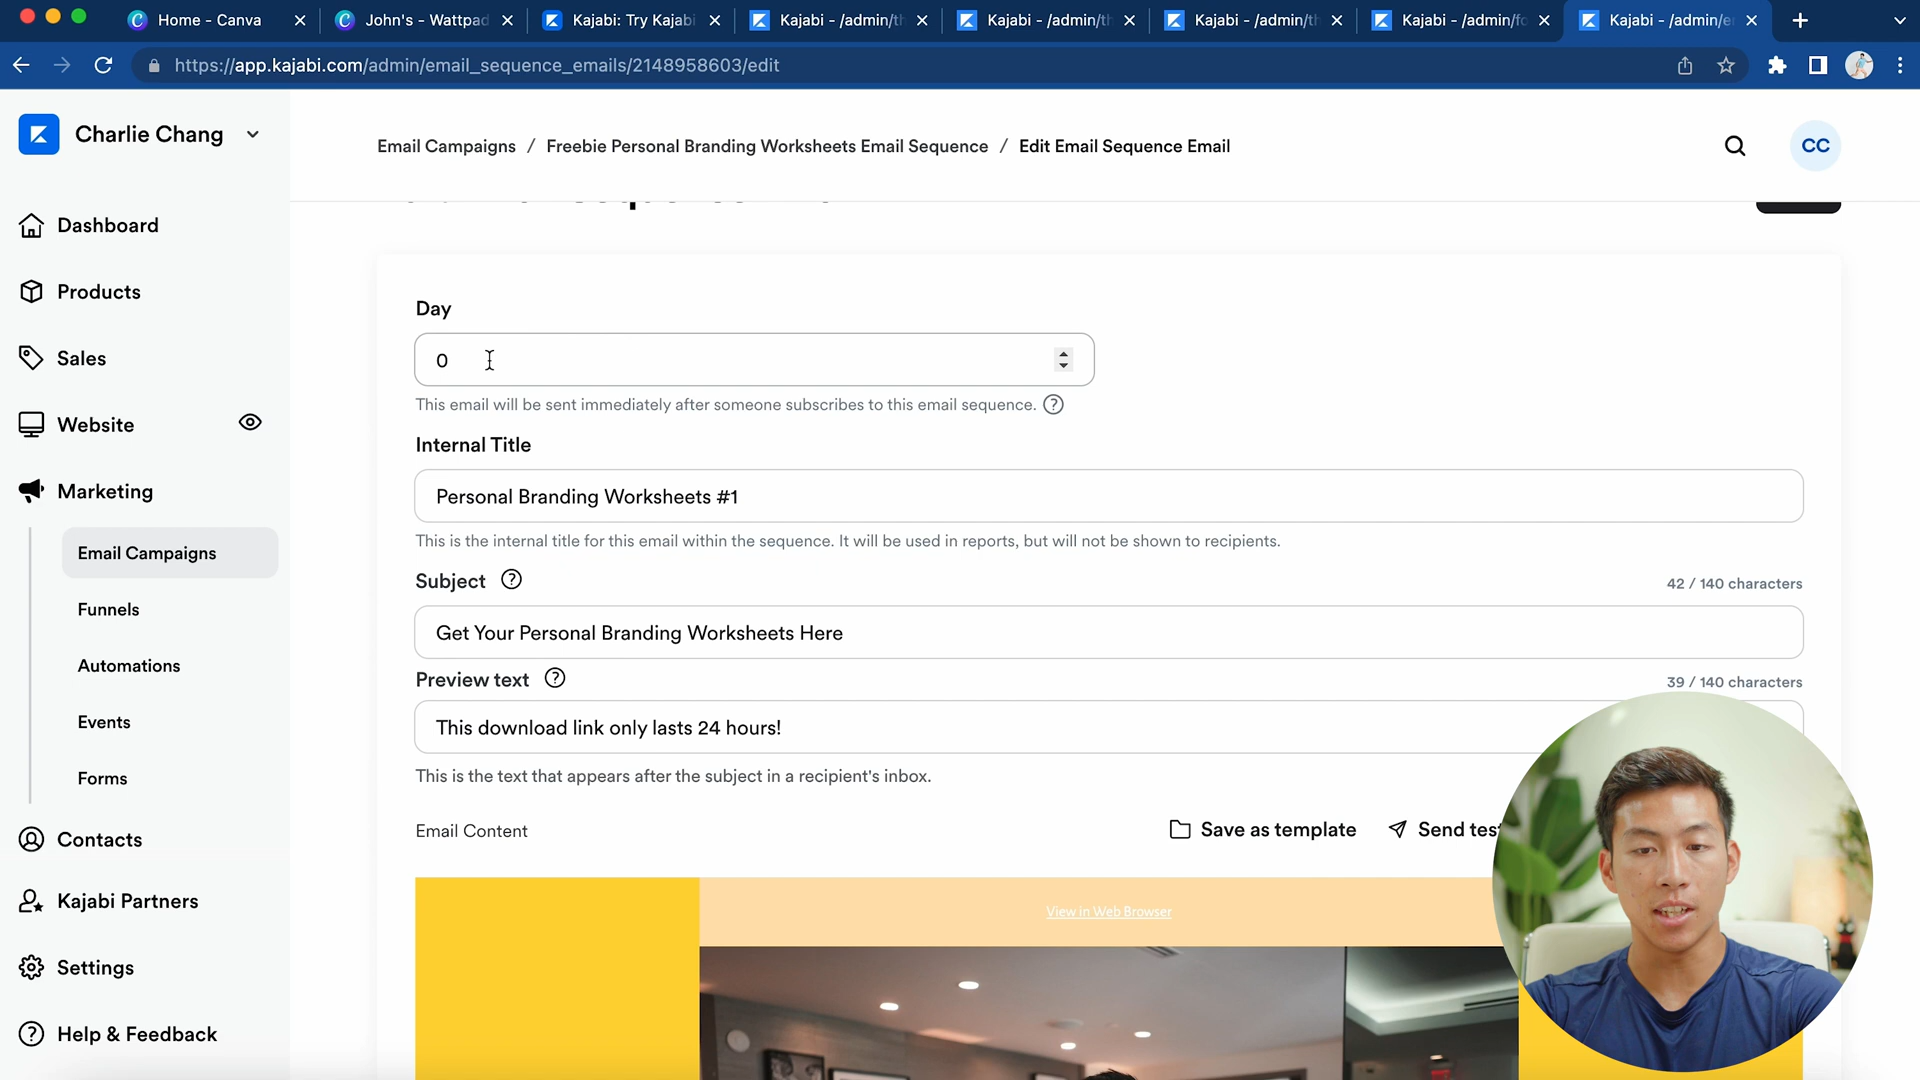 Home - Canva
John's - Wattpad
Kajabi: Try Kajabi
Kajabi - /admin/th
Kajabi - /admin/th
Kajabi - /admin/th
Kajabi - /admin/fo
Kajabi - /admin/e
https://app.kajabi.com/admin/email_sequence_emails/2148958603/edit
Charlie Chang
Email Campaigns / Freebie Personal Branding Worksheets Email Sequence / Edit Email Sequence Email
CC
Dashboard
Products
Sales
Website
Marketing
Email Campaigns
Funnels
Automations
Events
Forms
Contacts
Kajabi Partners
Settings
Help & Feedback
Day
0
This email will be sent immediately after someone subscribes to this email sequence.
Internal Title
Personal Branding Worksheets #1
This is the internal title for this email within the sequence. It will be used in reports, but will not be shown to recipients.
Subject
42 / 140 characters
Get Your Personal Branding Worksheets Here
Preview text
39 / 140 characters
This download link only lasts 24 hours!
This is the text that appears after the subject in a recipient's inbox.
Email Content
Save as template
Send test
View in Web Browser